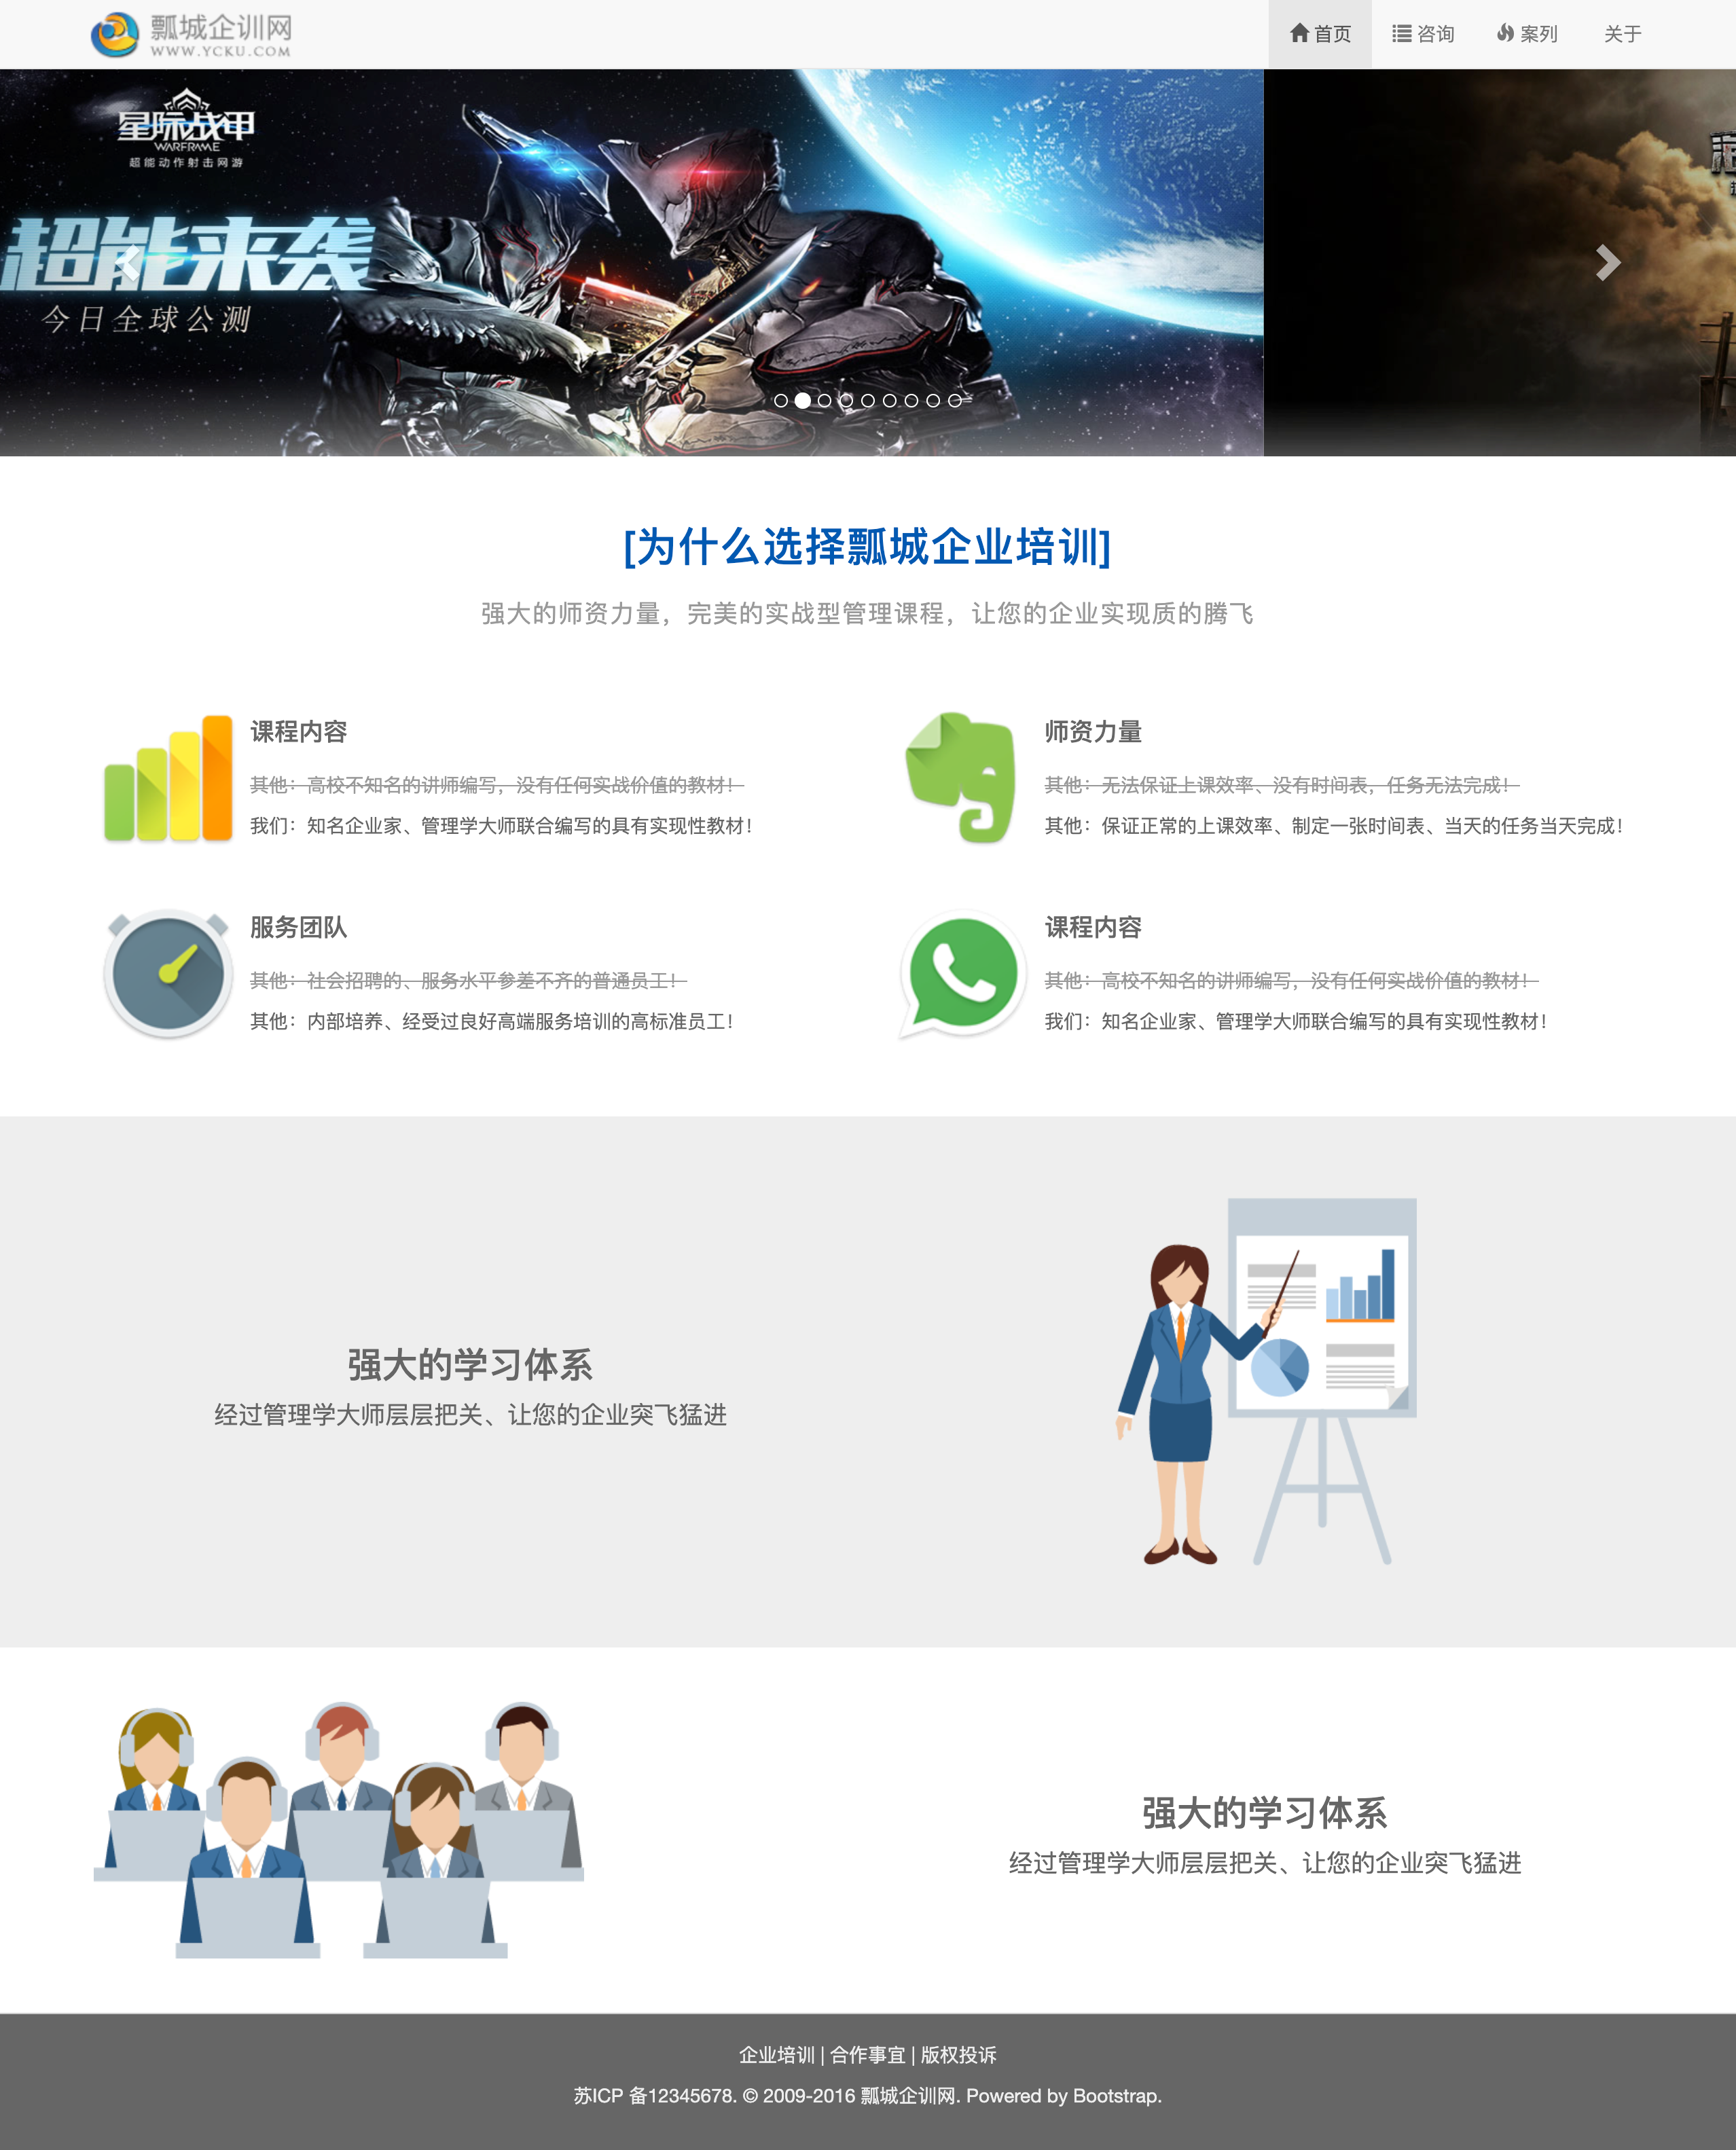 瓢城企训网
WWW.YCKU.COM
首页 咨询 案列 关于
星际战甲
WARFRAME
超能动作射击网游
超能来袭
今日全球公测
[为什么选择瓢城企业培训]
强大的师资力量，完美的实战型管理课程，让您的企业实现质的腾飞
课程内容
其他：高校不知名的讲师编写，没有任何实战价值的教材！
我们：知名企业家、管理学大师联合编写的具有实现性教材！
师资力量
其他：无法保证上课效率、没有时间表，任务无法完成！
其他：保证正常的上课效率、制定一张时间表、当天的任务当天完成！
服务团队
其他：社会招聘的、服务水平参差不齐的普通员工！
其他：内部培养、经受过良好高端服务培训的高标准员工！
课程内容
其他：高校不知名的讲师编写，没有任何实战价值的教材！
我们：知名企业家、管理学大师联合编写的具有实现性教材！
强大的学习体系
经过管理学大师层层把关、让您的企业突飞猛进
强大的学习体系
经过管理学大师层层把关、让您的企业突飞猛进
企业培训 | 合作事宜 | 版权投诉
苏ICP 备12345678. © 2009-2016 瓢城企训网. Powered by Bootstrap.